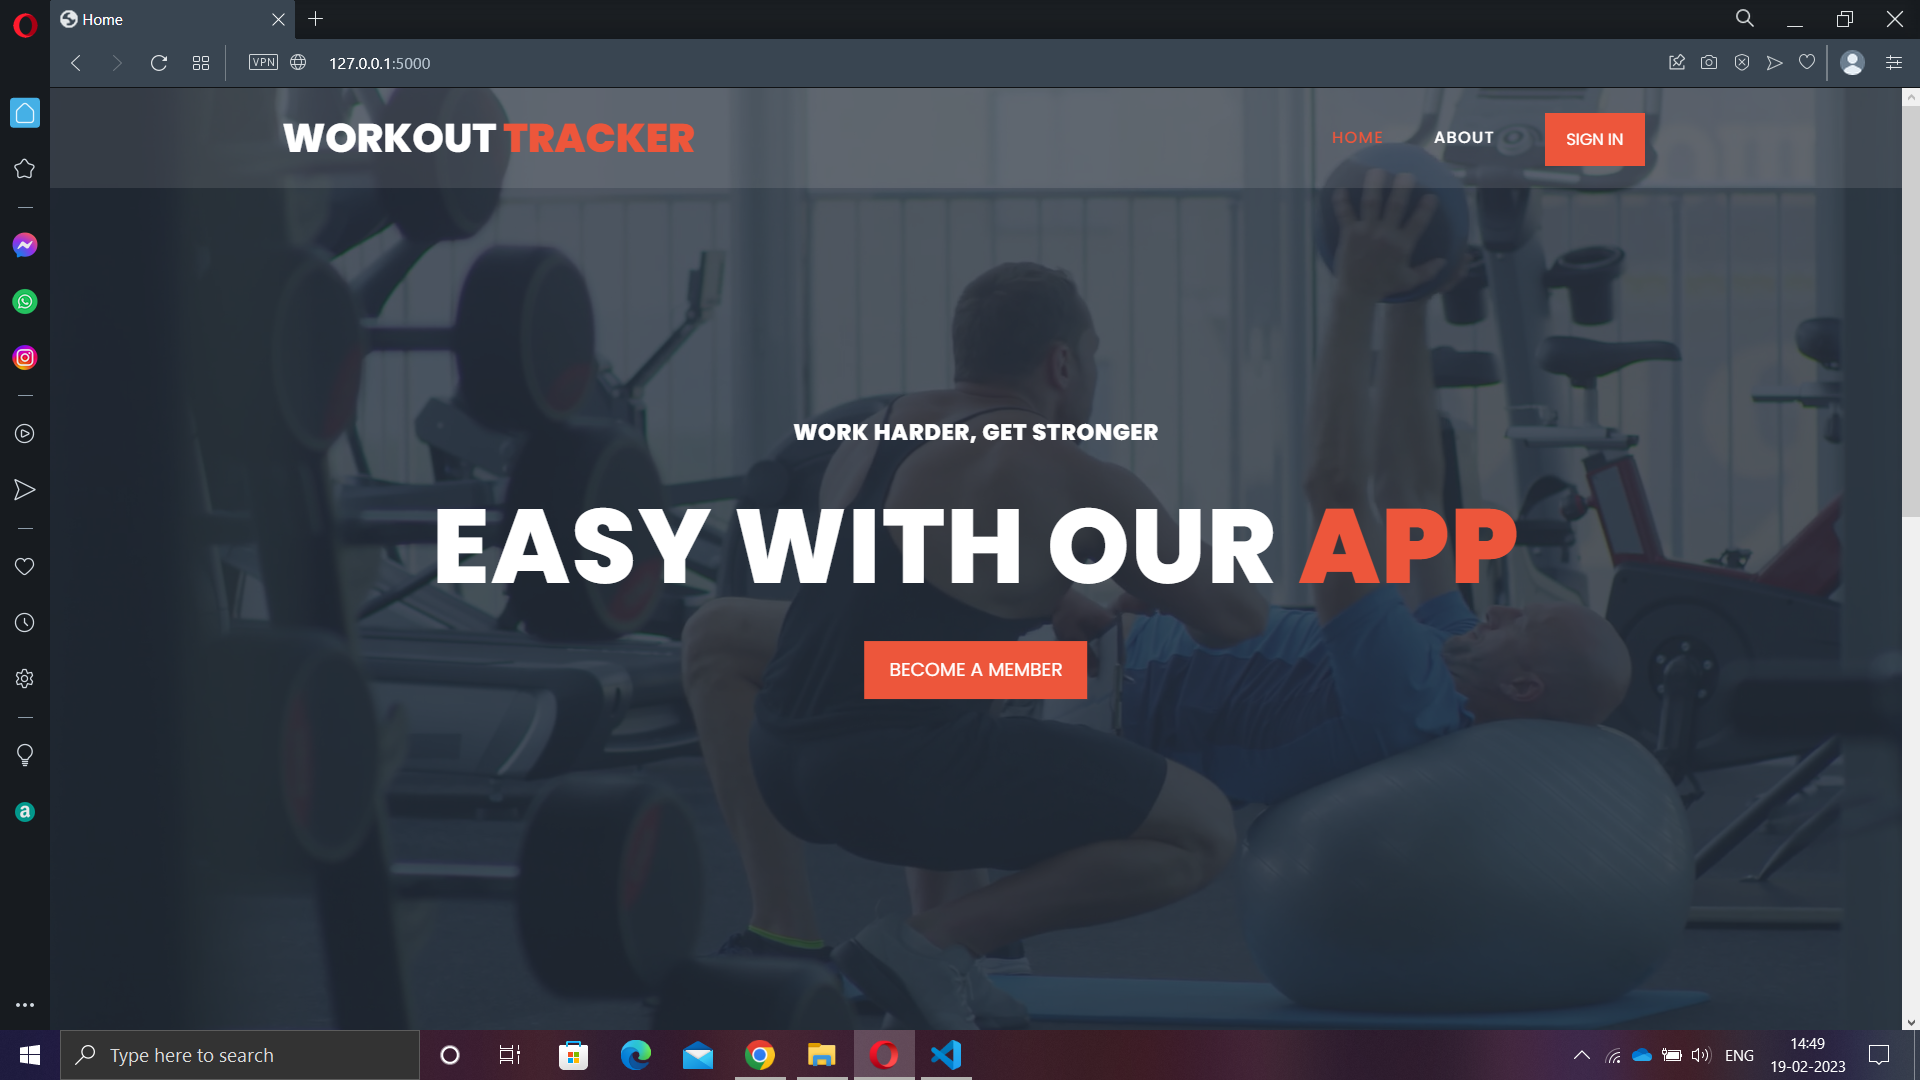 Home
VPN
127.0.0.1:5000
WORKOUT TRACKER
HOME
ABOUT
SIGN IN
WORK HARDER, GET STRONGER
EASY WITH OUR APP
BECOME A MEMBER
a
Type here to search
ENG
14:49
19-02-2023